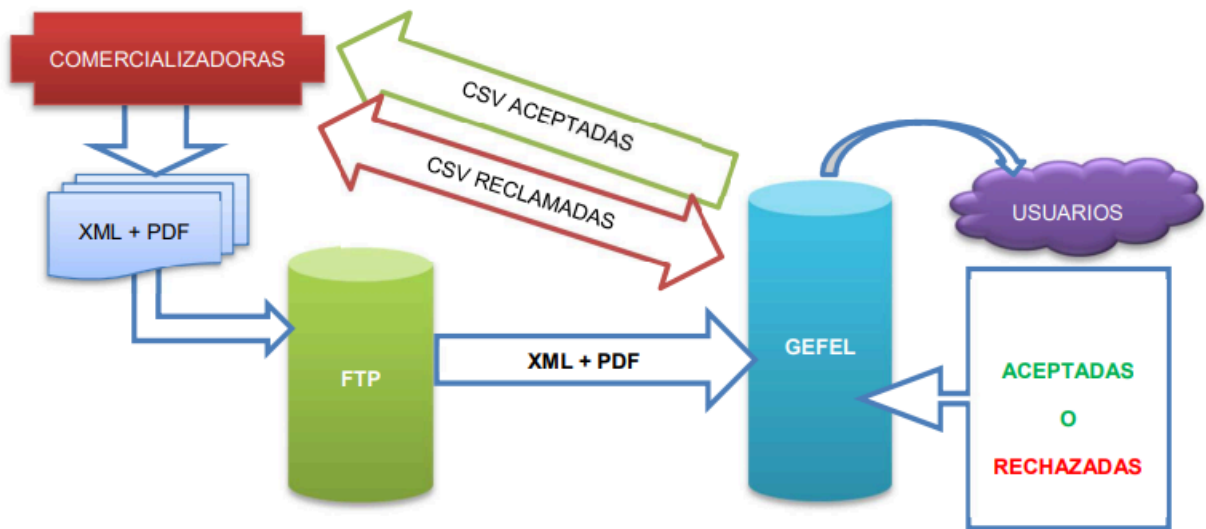 COMERCIALIZADORAS
CSV ACEPTADAS
CSV RECLAMADAS
XML + PDF
USUARIOS
FTP
XML + PDF
GEFEL
ACEPTADAS
O
RECHAZADAS